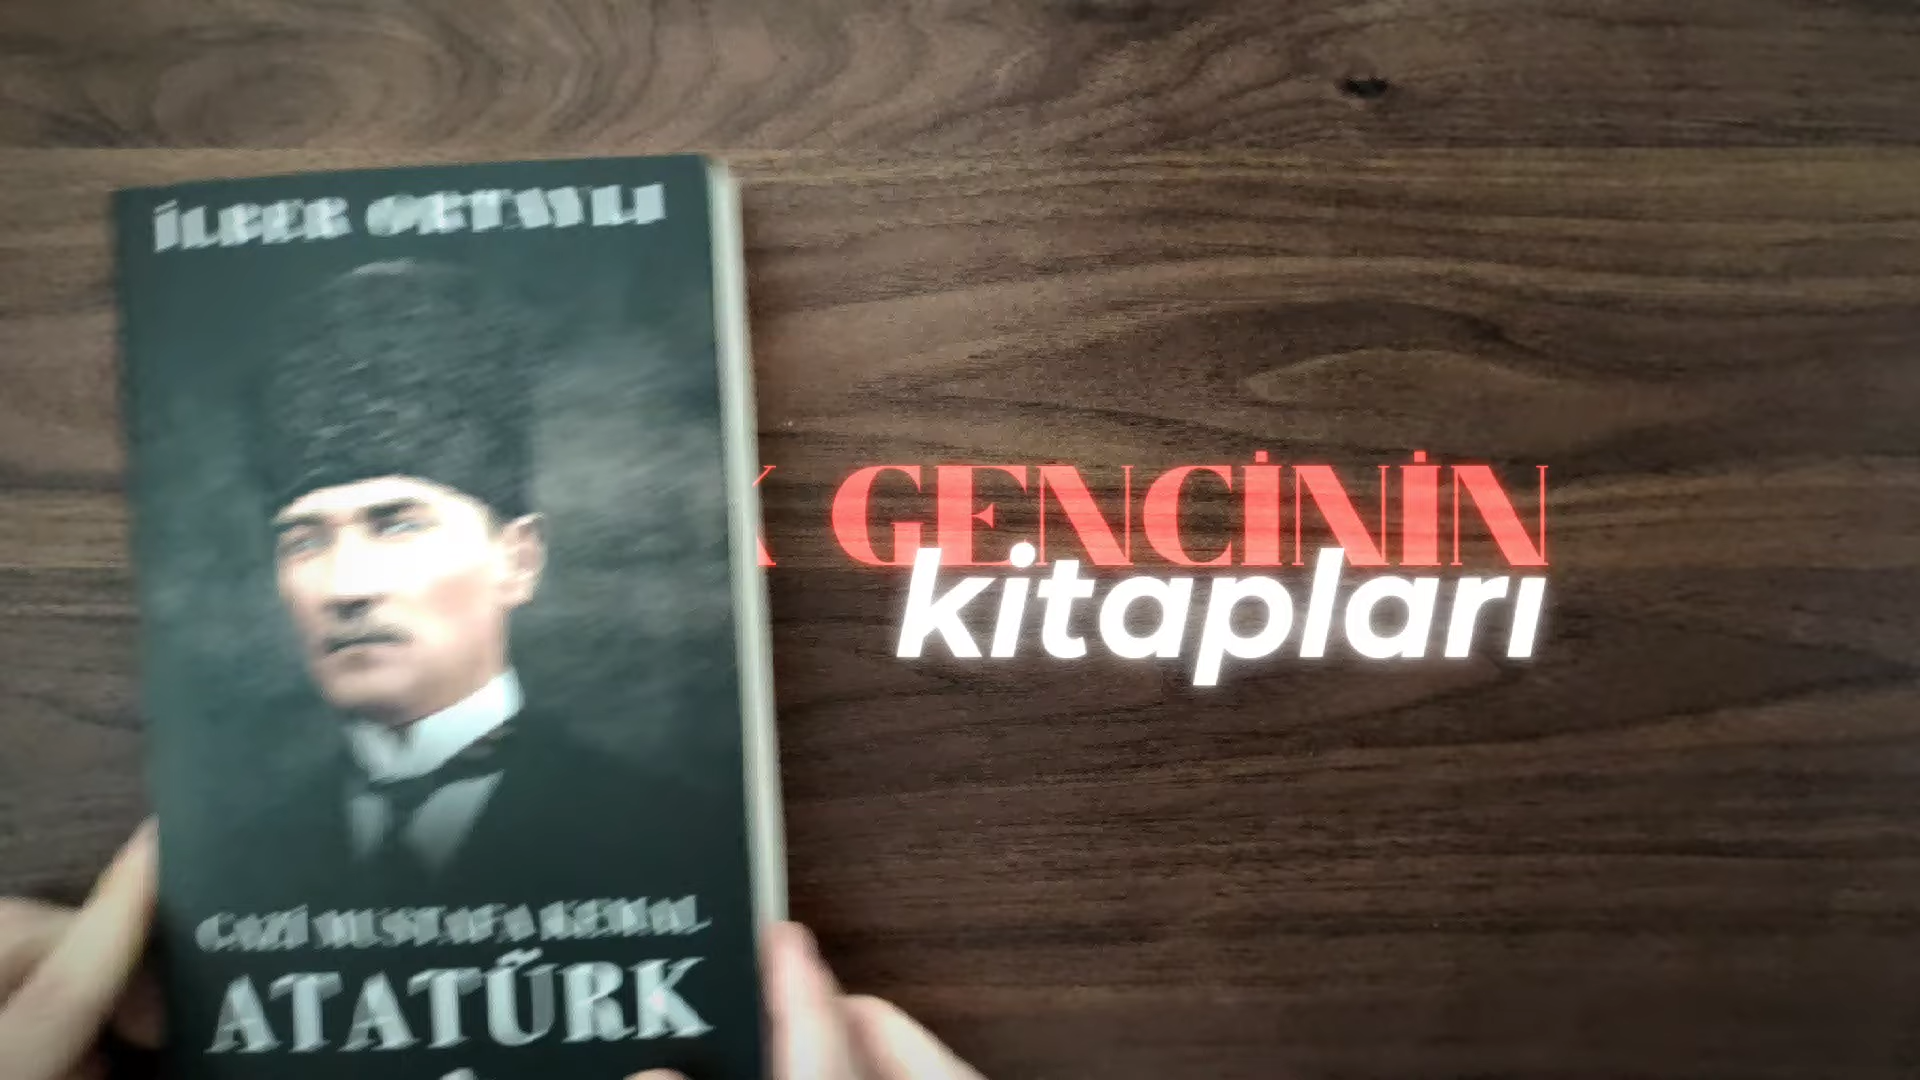 İLBER ORTAYLI
GENCİNİN
kitapları
GAZİ MUSTAFA KEMAL
ATATÜRK